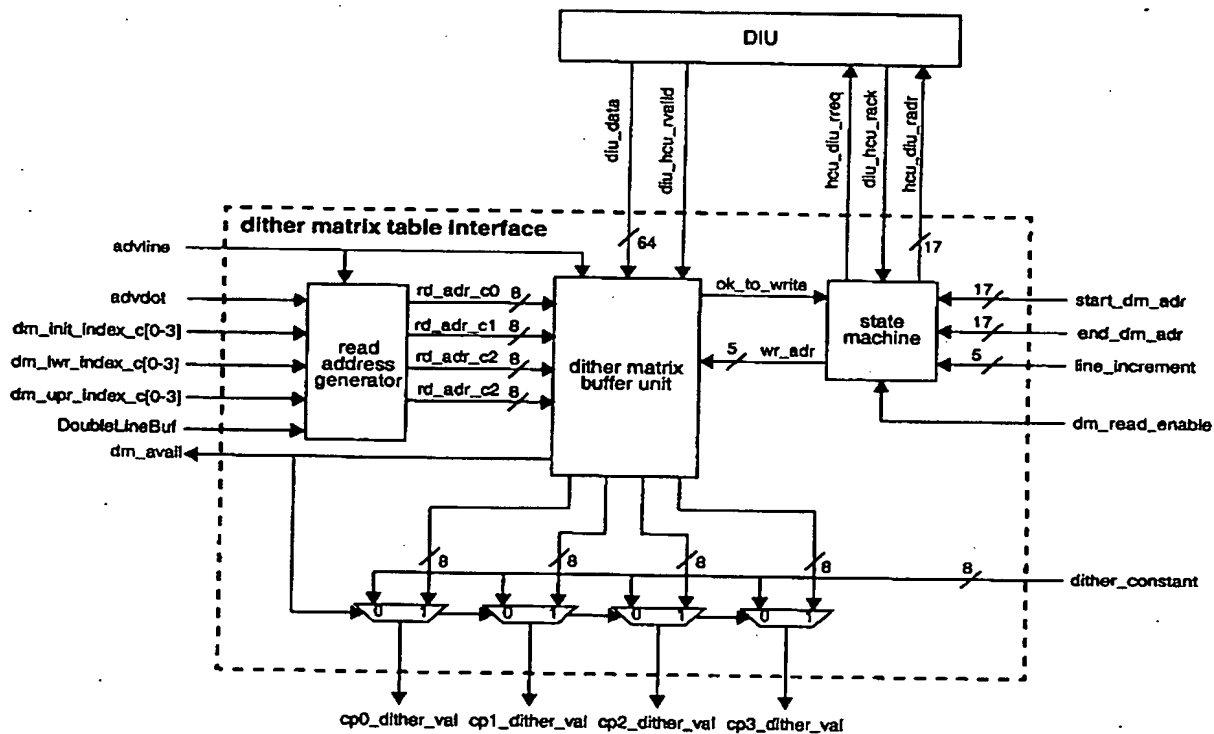 DIU
diu_data
diu_hcu_rvalid
hcu_diu_rreq
diu_hcu_rack
hcu_diu_radr
dither matrix table interface
64
17
advline
advdot
dm_init_index_c[0-3]
dm_lwr_index_c[0-3]
dm_upr_index_c[0-3]
DoubleLineBuf
dm_avail
read
address
generator
rd_adr_c0 8
rd_adr_c1 8
rd_adr_c2 8
rd_adr_c2 8
dither matrix
buffer unit
ok_to_write
5 wr_adr
state
machine
17 start_dm_adr
17 end_dm_adr
5 line_increment
dm_read_enable
8 8 8 8
8 dither_constant
0 1 0 1 0 1 0 1
cp0_dither_val cp1_dither_val cp2_dither_val cp3_dither_val